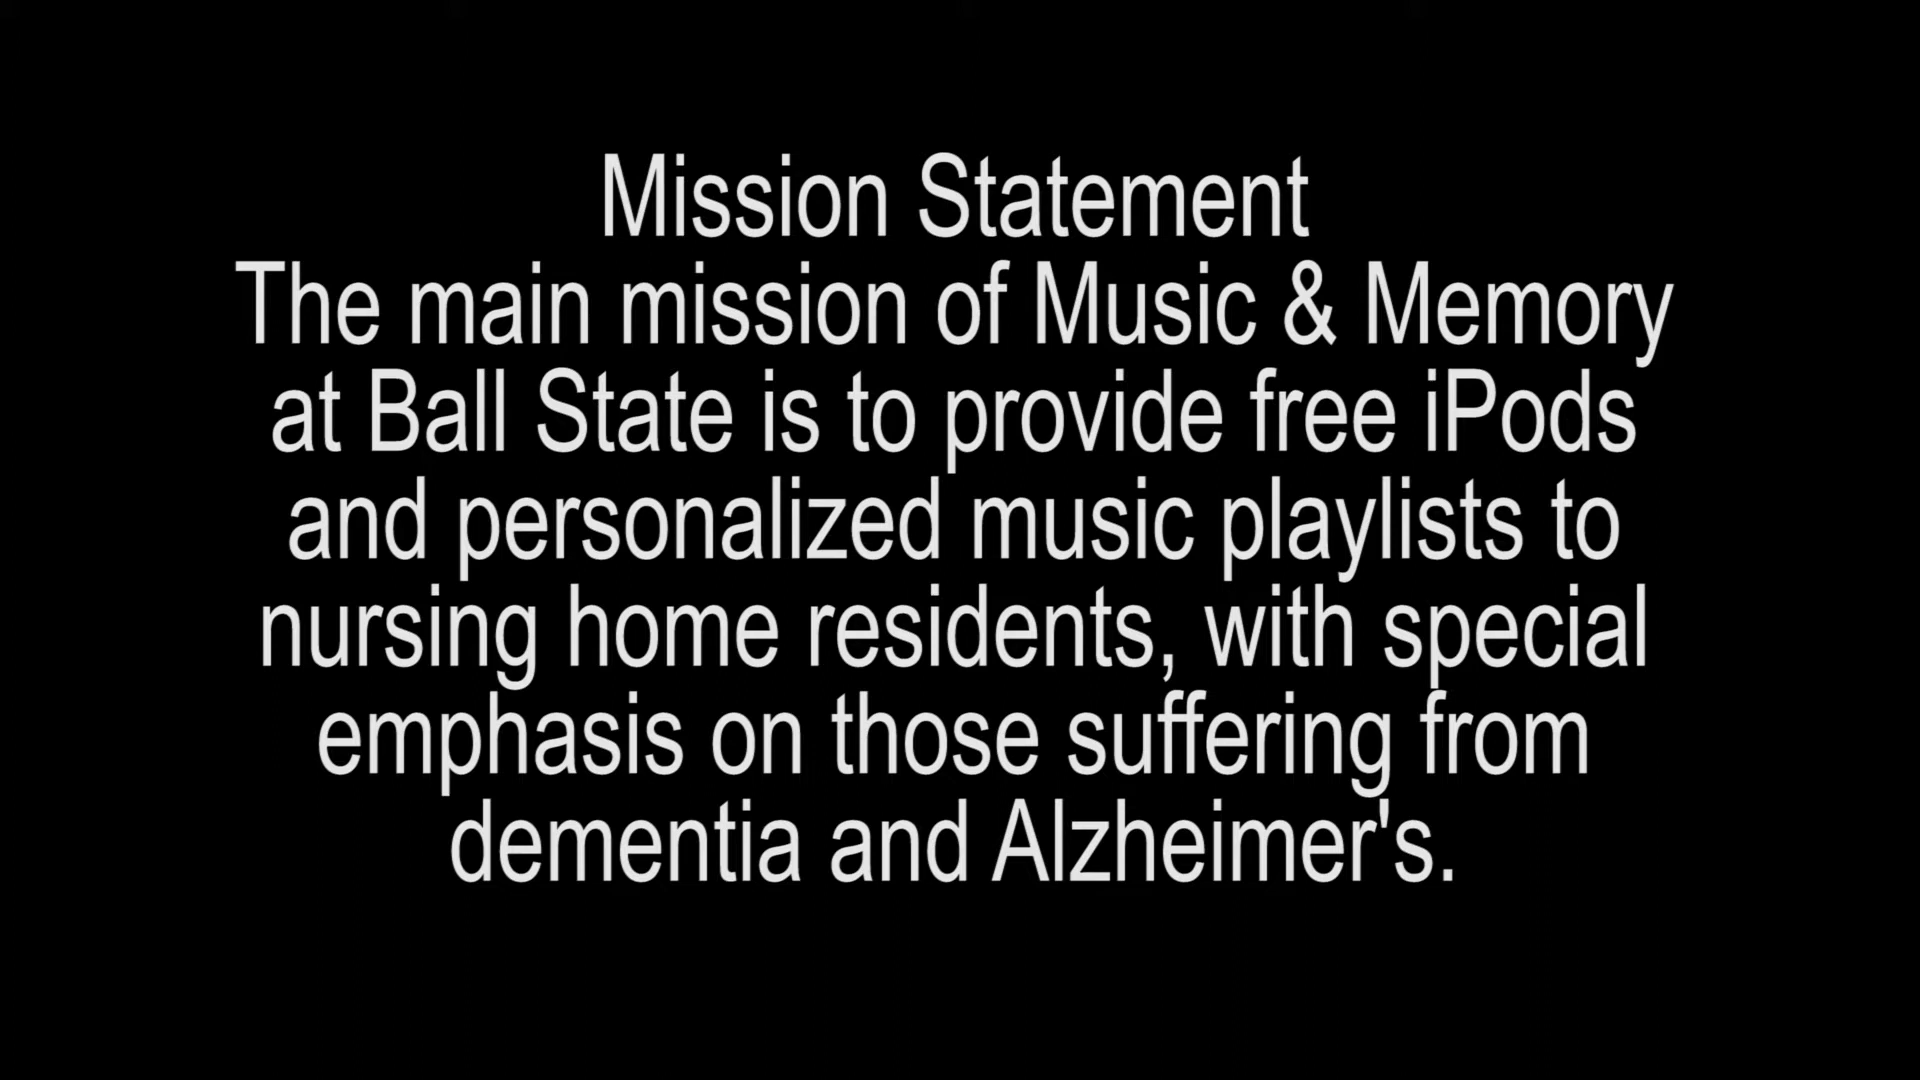 Mission Statement
The main mission of Music & Memory
at Ball State is to provide free iPods
and personalized music playlists to
nursing home residents, with special
emphasis on those suffering from
dementia and Alzheimer's.